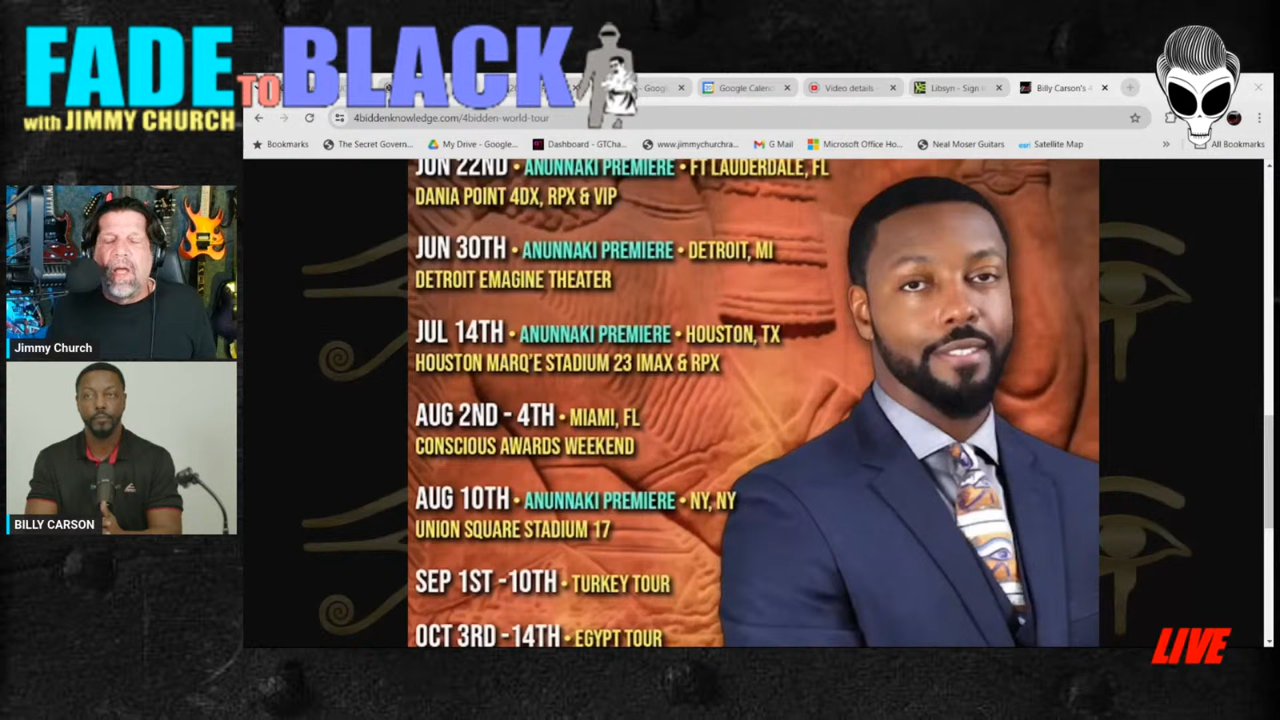 FADE TO BLACK
with JIMMY CHURCH
Google Calend
Video details
Libsyn - Sign i
Billy Carson's
4biddenknowledge.com/4bidden-world-tour
Bookmarks
The Secret Govern...
My Drive - Google...
Dashboard - GTCha...
www.jimmychurchra...
G Mail
Microsoft Office Ho...
Neal Moser Guitars
esri Satellite Map
»
All Bookmarks
JUN 22ND • ANUNNAKI PREMIERE • FT LAUDERDALE, FL
DANIA POINT 4DX, RPX & VIP
JUN 30TH • ANUNNAKI PREMIERE • DETROIT, MI
DETROIT EMAGINE THEATER
JUL 14TH • ANUNNAKI PREMIERE • HOUSTON, TX
HOUSTON MARQ'E STADIUM 23 IMAX & RPX
AUG 2ND - 4TH • MIAMI, FL
CONSCIOUS AWARDS WEEKEND
AUG 10TH • ANUNNAKI PREMIERE • NY, NY
UNION SQUARE STADIUM 17
SEP 1ST -10TH • TURKEY TOUR
OCT 3RD -14TH • EGYPT TOUR
Jimmy Church
BILLY CARSON
LIVE